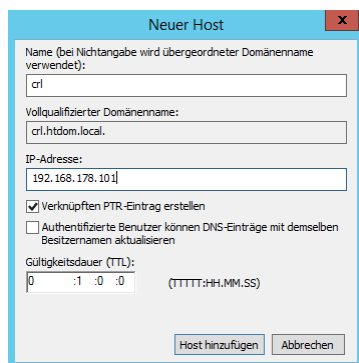 Neuer Host
x
Name (bei Nichtangabe wird übergeordneter Domänenname
verwendet):
crl
Vollqualifizierter Domänenname:
crl.htdom.local.
IP-Adresse:
192.168.178.101
Verknüpften PTR-Eintrag erstellen
Authentifizierte Benutzer können DNS-Einträge mit demselben
Besitzernamen aktualisieren
Gültigkeitsdauer (TTL):
0 :1 :0 :0 (TTTTT:HH.MM.SS)
Host hinzufügen Abbrechen